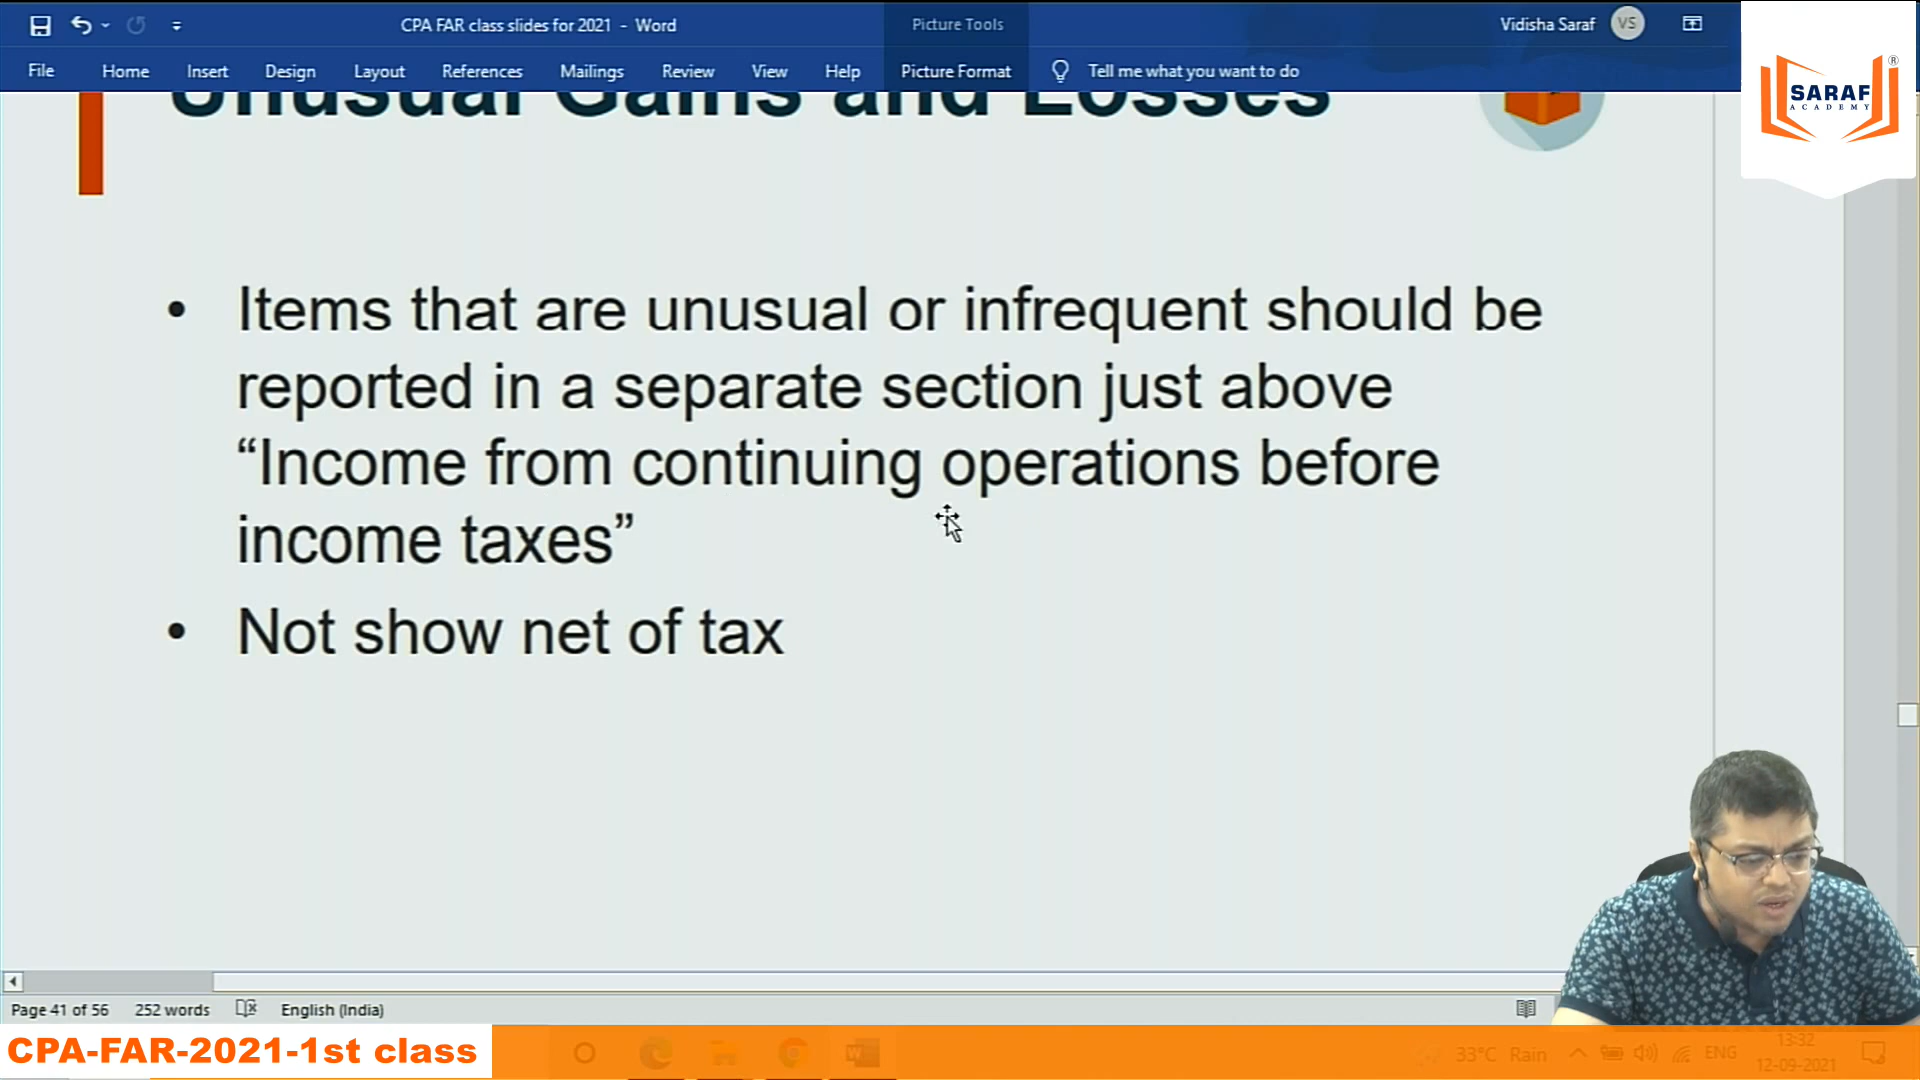 CPA FAR class slides for 2021 - Word
Picture Tools
Vidisha Saraf
VS
File Home Insert Design Layout References Mailings Review View Help Picture Format Tell me what you want to do
SARAF
ACADEMY
®
Unusual Gains and Losses
• Items that are unusual or infrequent should be
reported in a separate section just above
“Income from continuing operations before
income taxes”
• Not show net of tax
Page 41 of 56 252 words English (India)
CPA-FAR-2021-1st class
33°C Rain
ENG
13:32
12-09-2021